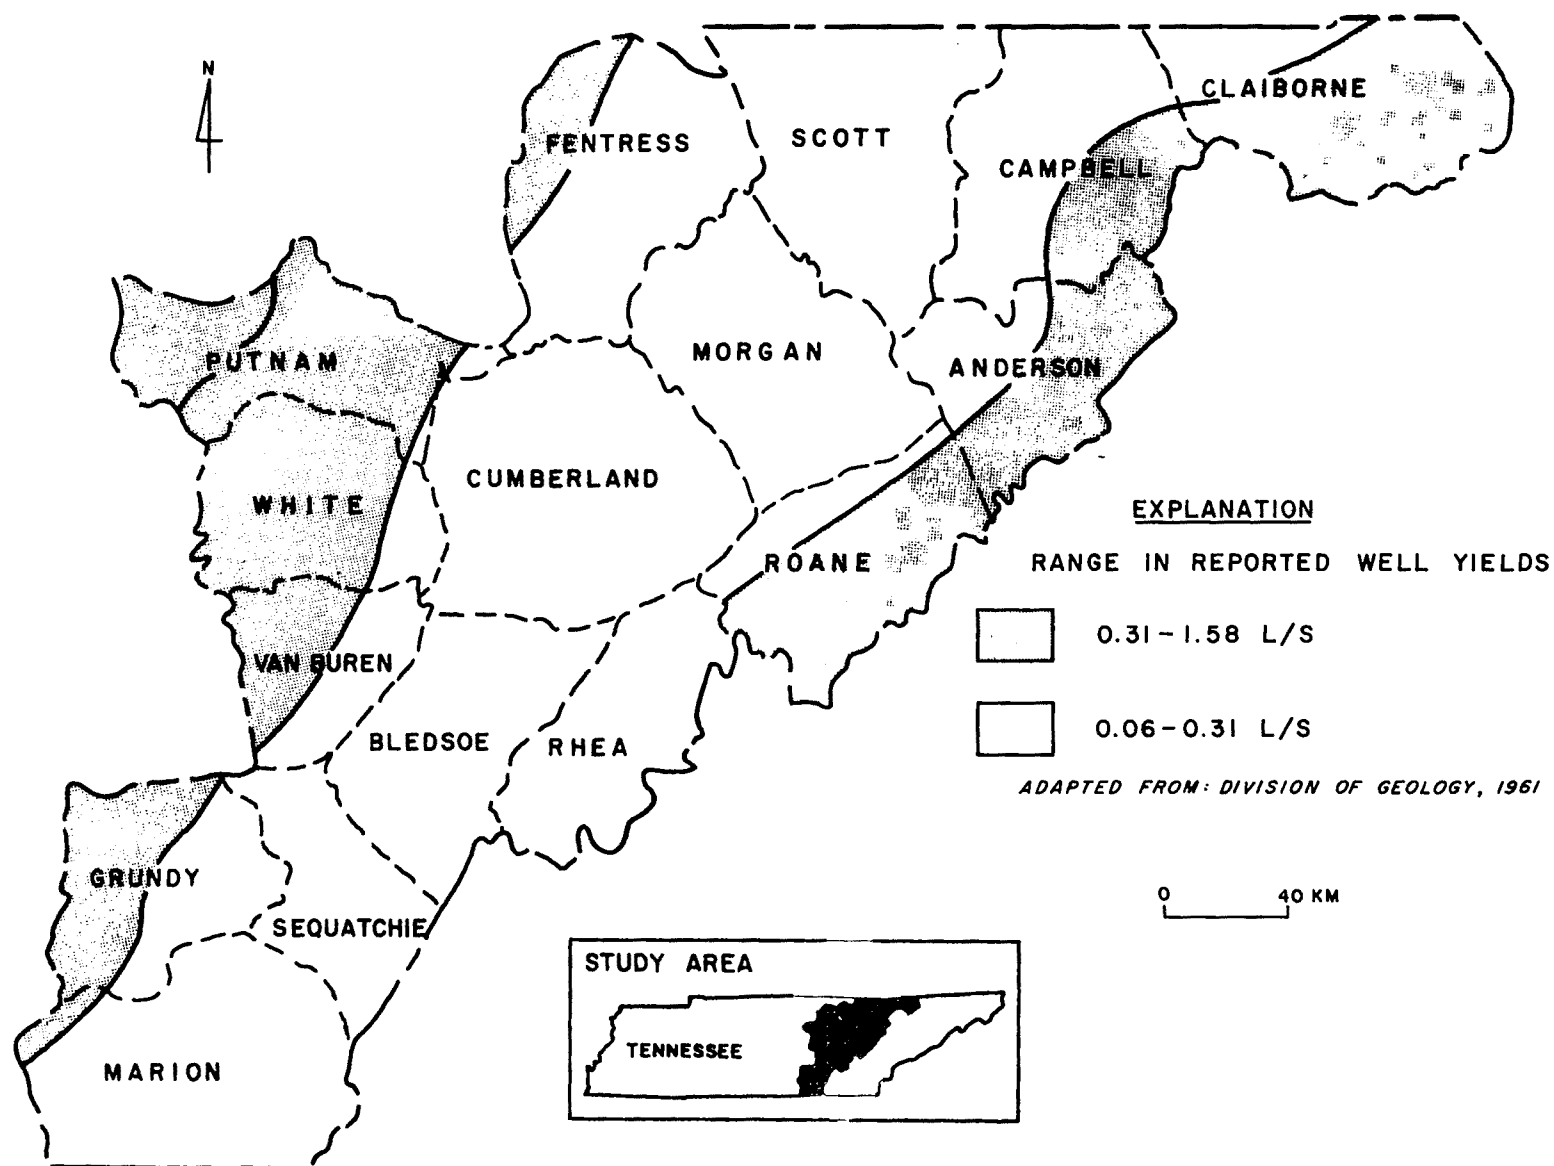 N
CLAIBORNE
FENTRESS
SCOTT
CAMPBELL
PUTNAM
MORGAN
ANDERSON
WHITE
CUMBERLAND
ROANE
VAN BUREN
BLEDSOE
RHEA
GRUNDY
SEQUATCHIE
MARION
EXPLANATION
RANGE IN REPORTED WELL YIELDS
0.31-1.58 L/S
0.06-0.31 L/S
ADAPTED FROM: DIVISION OF GEOLOGY, 1961
0 40 KM
STUDY AREA
TENNESSEE